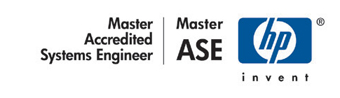 Master
Accredited
Systems Engineer
Master
ASE
hp
®
invent